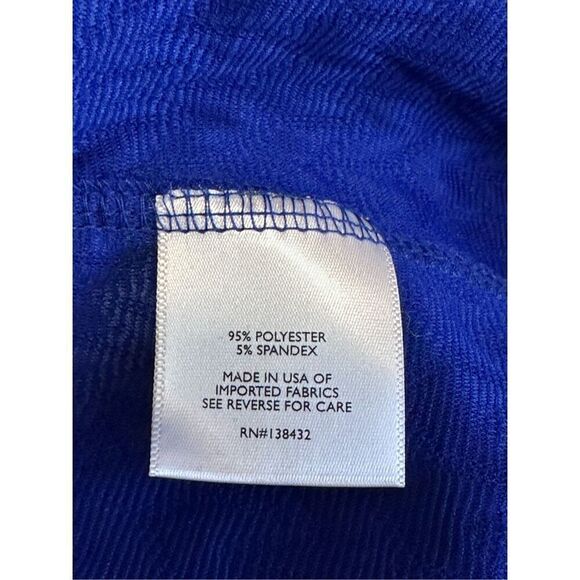 95% POLYESTER
5% SPANDEX
MADE IN USA OF
IMPORTED FABRICS
SEE REVERSE FOR CARE
RN#138432